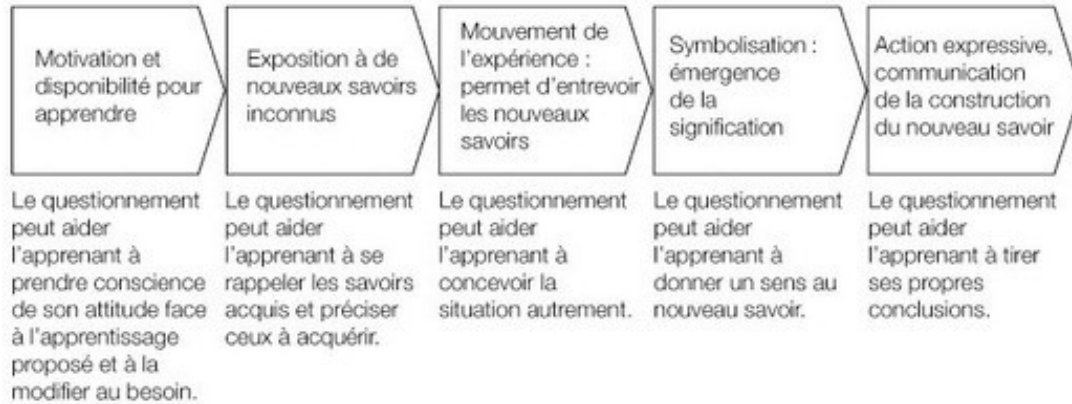 Motivation et
disponibilité pour
apprendre
Exposition à de
nouveaux savoirs
inconnus
Mouvement de
l'expérience :
permet d'entrevoir
les nouveaux
savoirs
Symbolisation :
émergence
de la
signification
Action expressive,
communication
de la construction
du nouveau savoir
Le questionnement
peut aider
l'apprenant à
prendre conscience
de son attitude face
à l'apprentissage
proposé et à la
modifier au besoin.
Le questionnement
peut aider
l'apprenant à se
rappeler les savoirs
acquis et préciser
ceux à acquérir.
Le questionnement
peut aider
l'apprenant à
concevoir la
situation autrement.
Le questionnement
peut aider
l'apprenant à
donner un sens au
nouveau savoir.
Le questionnement
peut aider
l'apprenant à tirer
ses propres
conclusions.